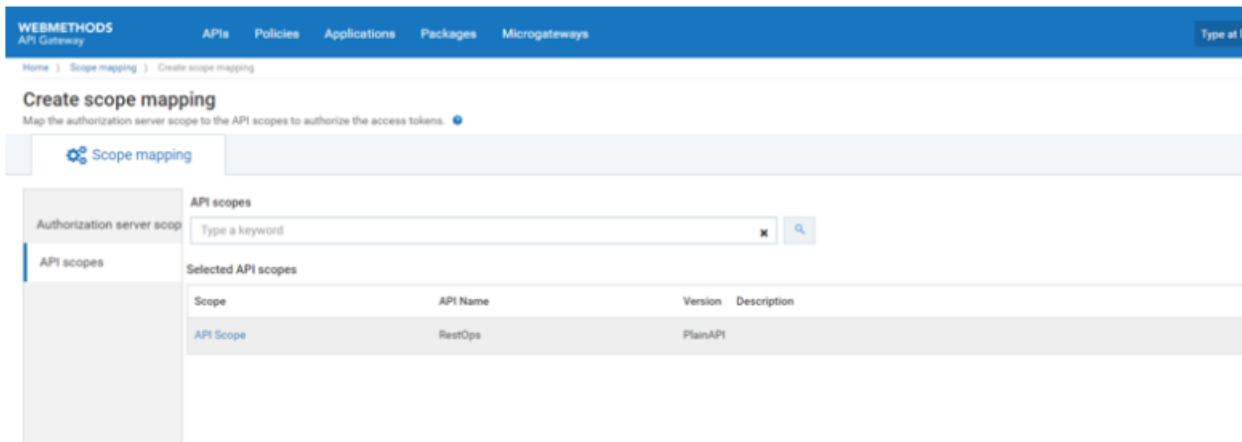 WEBMETHODS
API Gateway
APIs Policies Applications Packages Microgateways
Type at
Home ) Scope mapping ) Create scope mapping
Create scope mapping
Map the authorization server scope to the API scopes to authorize the access tokens.
Scope mapping
Authorization server scop
API scopes
API scopes
Type a keyword
Selected API scopes
Scope API Name Version Description
API Scope RestOps PlainAPI